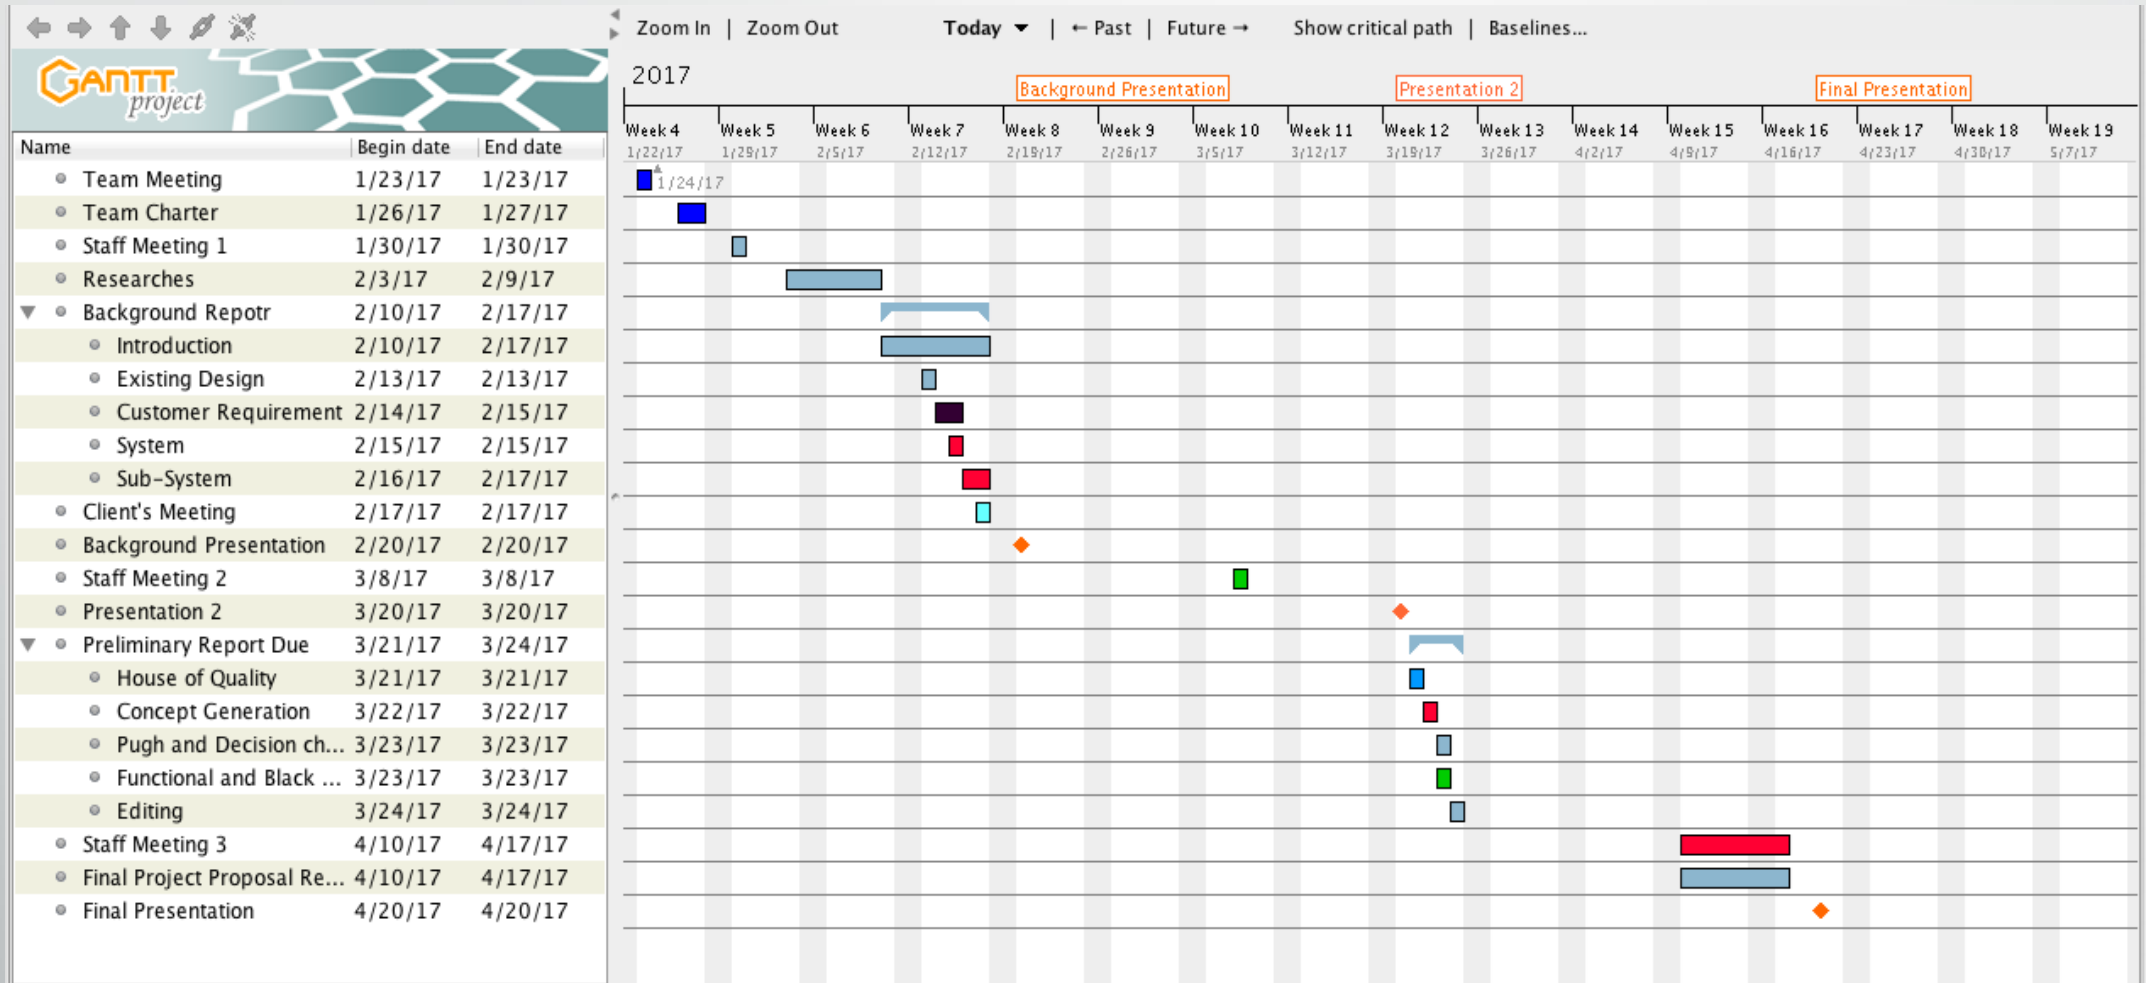 Zoom In | Zoom Out Today ▼ | ← Past | Future → Show critical path | Baselines...
GANTT
project
2017
Background Presentation Presentation 2 Final Presentation
Week 4 Week 5 Week 6 Week 7 Week 8 Week 9 Week 10 Week 11 Week 12 Week 13 Week 14 Week 15 Week 16 Week 17 Week 18 Week 19
1/22/17 1/29/17 2/5/17 2/12/17 2/19/17 2/26/17 3/5/17 3/12/17 3/19/17 3/26/17 4/2/17 4/9/17 4/16/17 4/23/17 4/30/17 5/7/17
Name Begin date End date
Team Meeting 1/23/17 1/23/17 1/24/17
Team Charter 1/26/17 1/27/17
Staff Meeting 1 1/30/17 1/30/17
Researches 2/3/17 2/9/17
Background Repotr 2/10/17 2/17/17
Introduction 2/10/17 2/17/17
Existing Design 2/13/17 2/13/17
Customer Requirement 2/14/17 2/15/17
System 2/15/17 2/15/17
Sub-System 2/16/17 2/17/17
Client's Meeting 2/17/17 2/17/17
Background Presentation 2/20/17 2/20/17
Staff Meeting 2 3/8/17 3/8/17
Presentation 2 3/20/17 3/20/17
Preliminary Report Due 3/21/17 3/24/17
House of Quality 3/21/17 3/21/17
Concept Generation 3/22/17 3/22/17
Pugh and Decision ch... 3/23/17 3/23/17
Functional and Black ... 3/23/17 3/23/17
Editing 3/24/17 3/24/17
Staff Meeting 3 4/10/17 4/17/17
Final Project Proposal Re... 4/10/17 4/17/17
Final Presentation 4/20/17 4/20/17